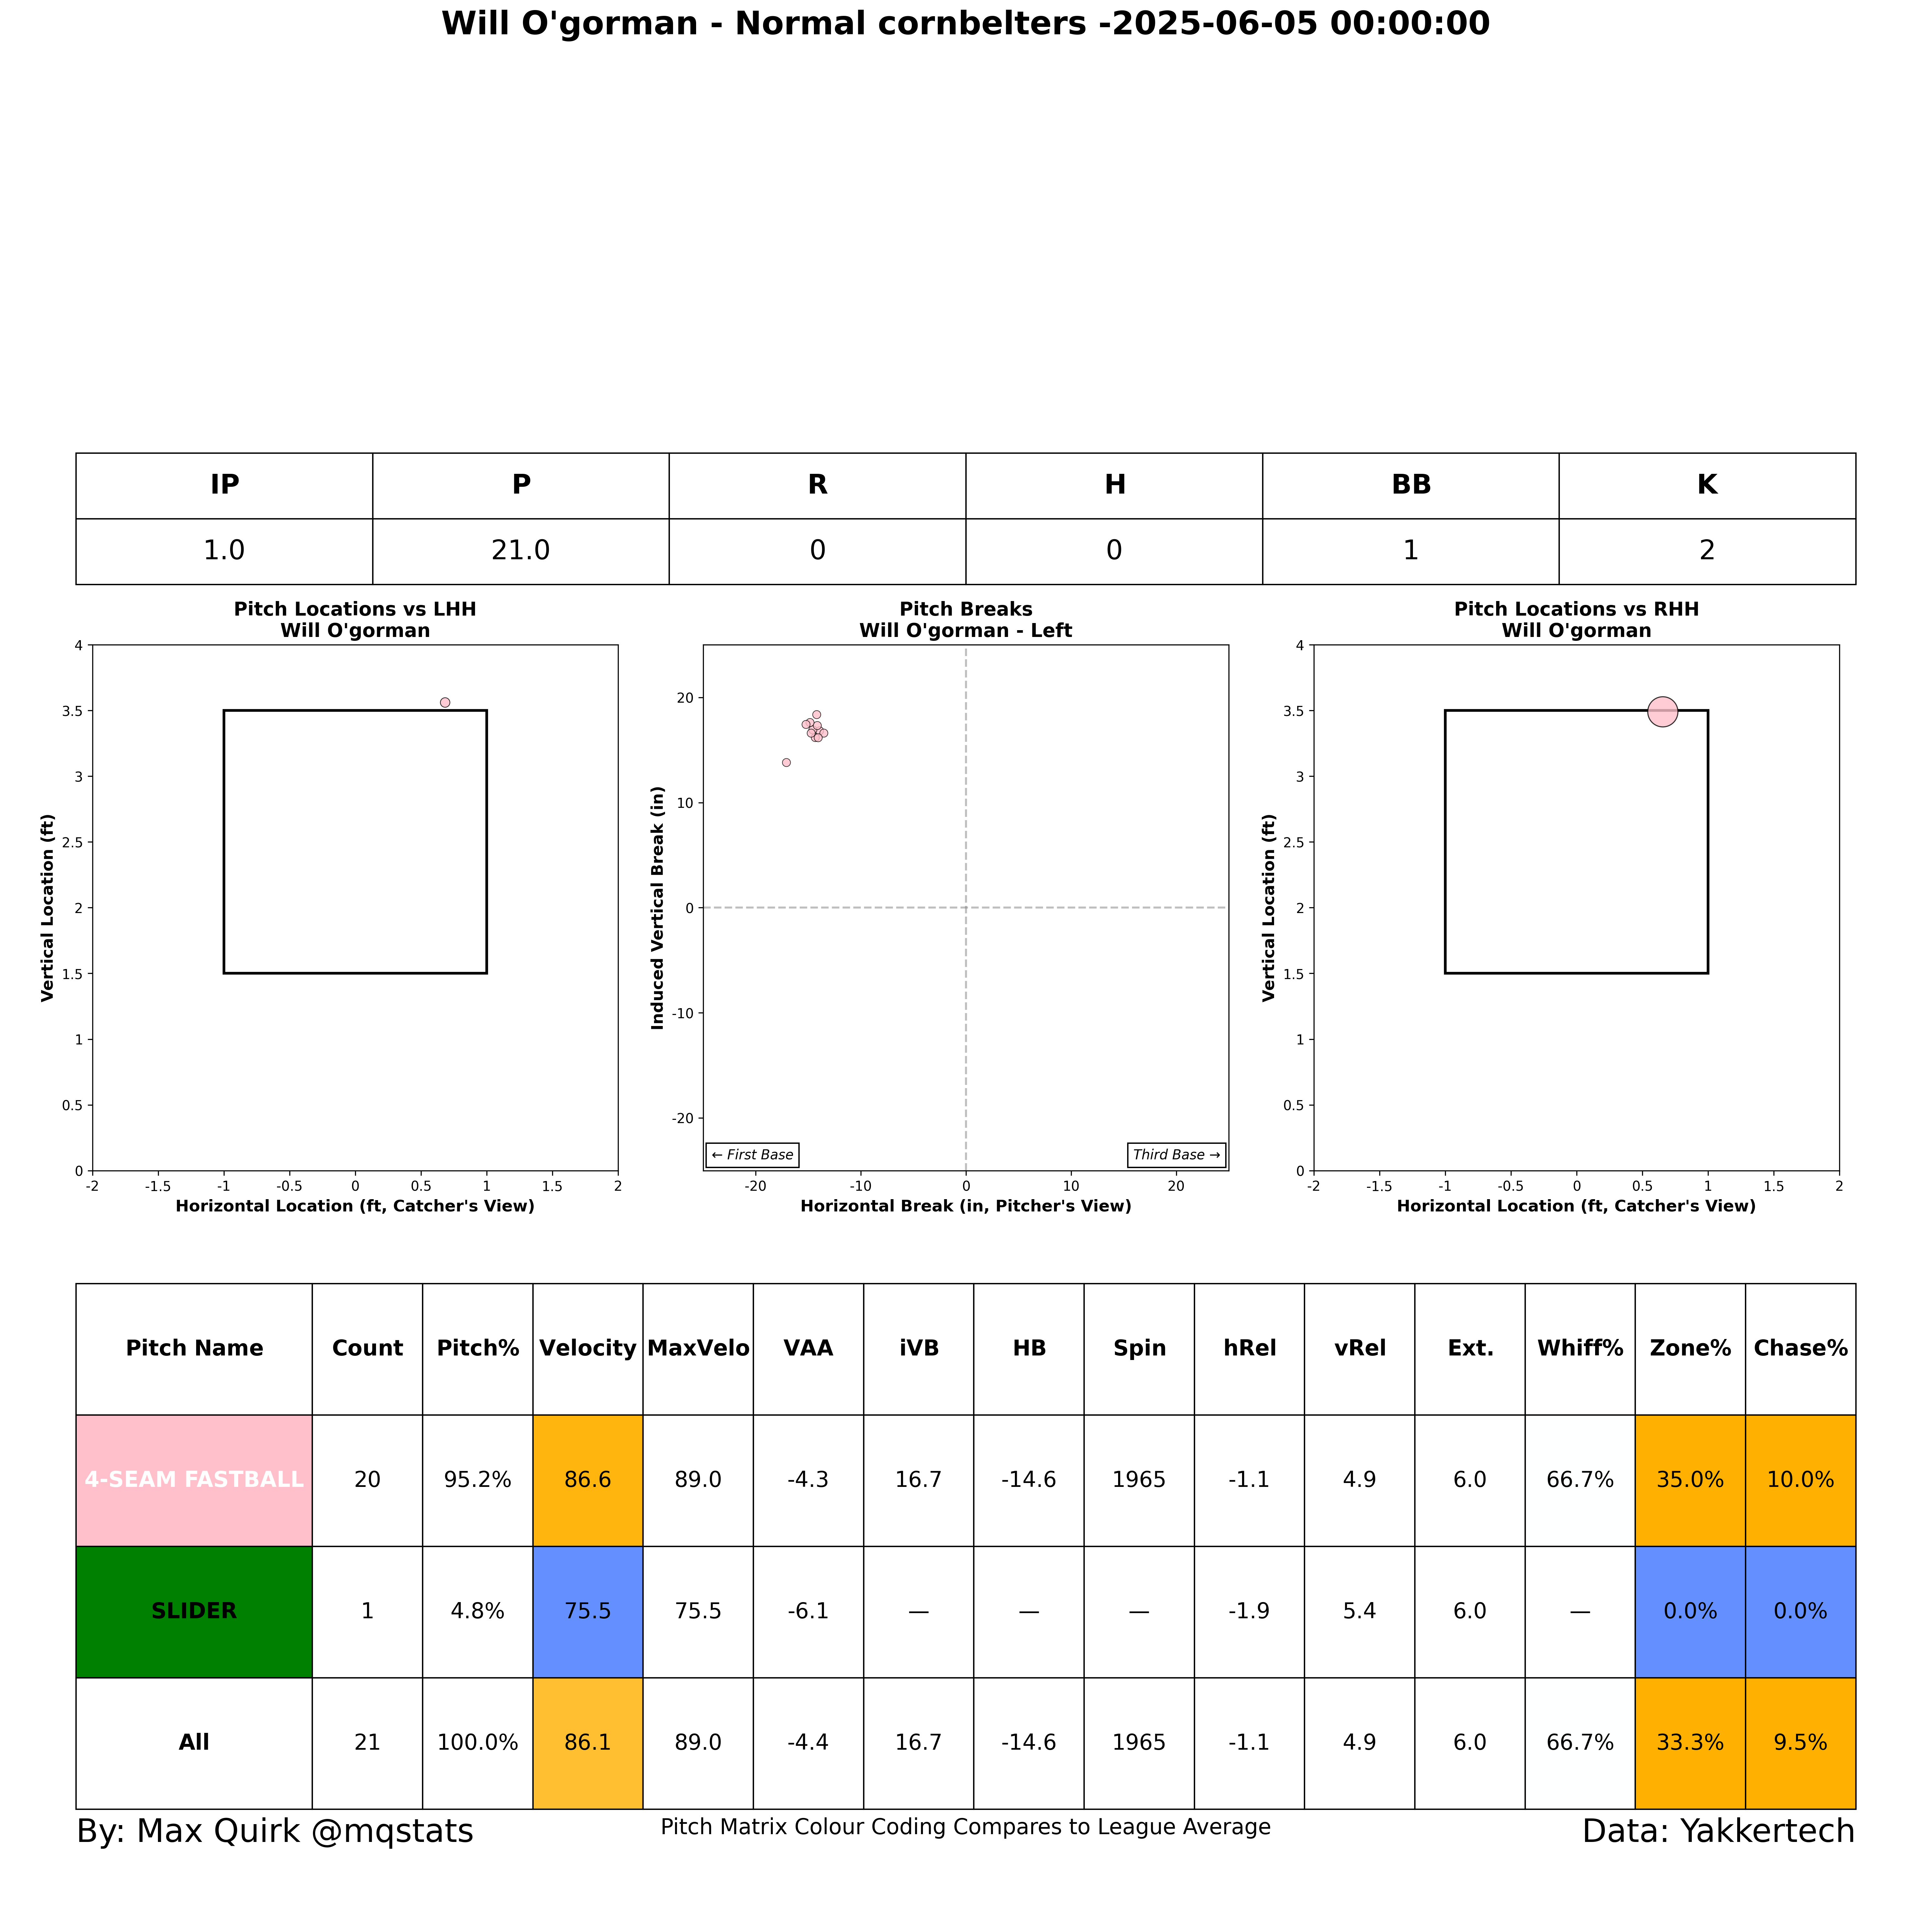 Will O'gorman - Normal cornbelters -2025-06-05 00:00:00
IP P R H BB K
1.0 21.0 0 0 1 2
Pitch Locations vs LHH
Will O'gorman
4
3.5
3
2.5
2
1.5
1
0.5
0
-2 -1.5 -1 -0.5 0 0.5 1 1.5 2
Vertical Location (ft)
Horizontal Location (ft, Catcher's View)
Pitch Breaks
Will O'gorman - Left
20
10
0
-10
-20
← First Base
Third Base →
-20 -10 0 10 20
Induced Vertical Break (in)
Horizontal Break (in, Pitcher's View)
Pitch Locations vs RHH
Will O'gorman
4
3.5
3
2.5
2
1.5
1
0.5
0
-2 -1.5 -1 -0.5 0 0.5 1 1.5 2
Vertical Location (ft)
Horizontal Location (ft, Catcher's View)
Pitch Name Count Pitch% Velocity MaxVelo VAA iVB HB Spin hRel vRel Ext. Whiff% Zone% Chase%
4-SEAM FASTBALL 20 95.2% 86.6 89.0 -4.3 16.7 -14.6 1965 -1.1 4.9 6.0 66.7% 35.0% 10.0%
SLIDER 1 4.8% 75.5 75.5 -6.1 — — — -1.9 5.4 6.0 — 0.0% 0.0%
All 21 100.0% 86.1 89.0 -4.4 16.7 -14.6 1965 -1.1 4.9 6.0 66.7% 33.3% 9.5%
By: Max Quirk @mqstats
Pitch Matrix Colour Coding Compares to League Average
Data: Yakkertech